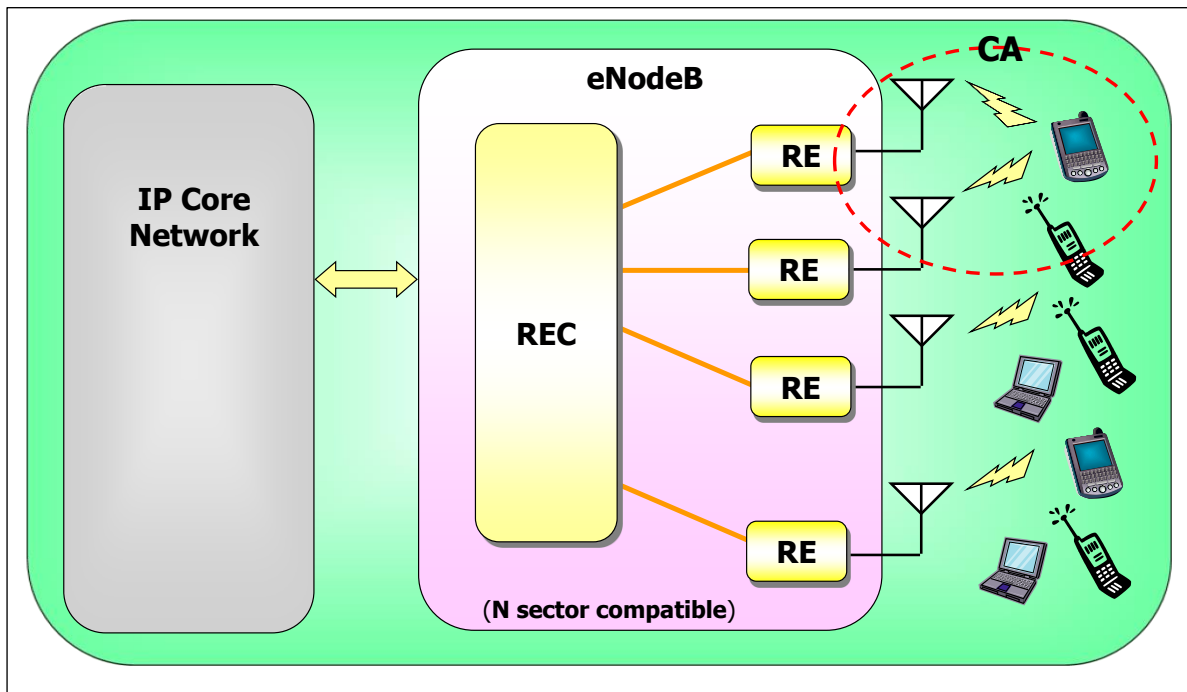 CA
eNodeB
RE
IP Core
Network
RE
REC
RE
RE
(N sector compatible)